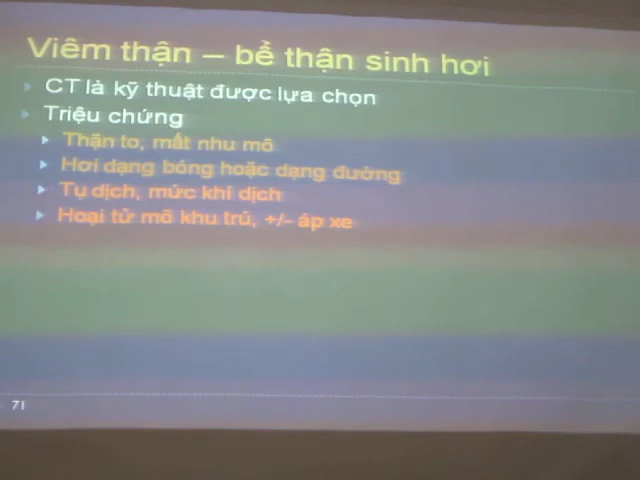 Viêm thận – bể thận sinh hơi
CT là kỹ thuật được lựa chọn
Triệu chứng
Thận to, mất nhu mô
Hơi dạng bóng hoặc dạng đường
Tụ dịch, mức khí dịch
Hoại tử mô khu trú, +/- áp xe
71